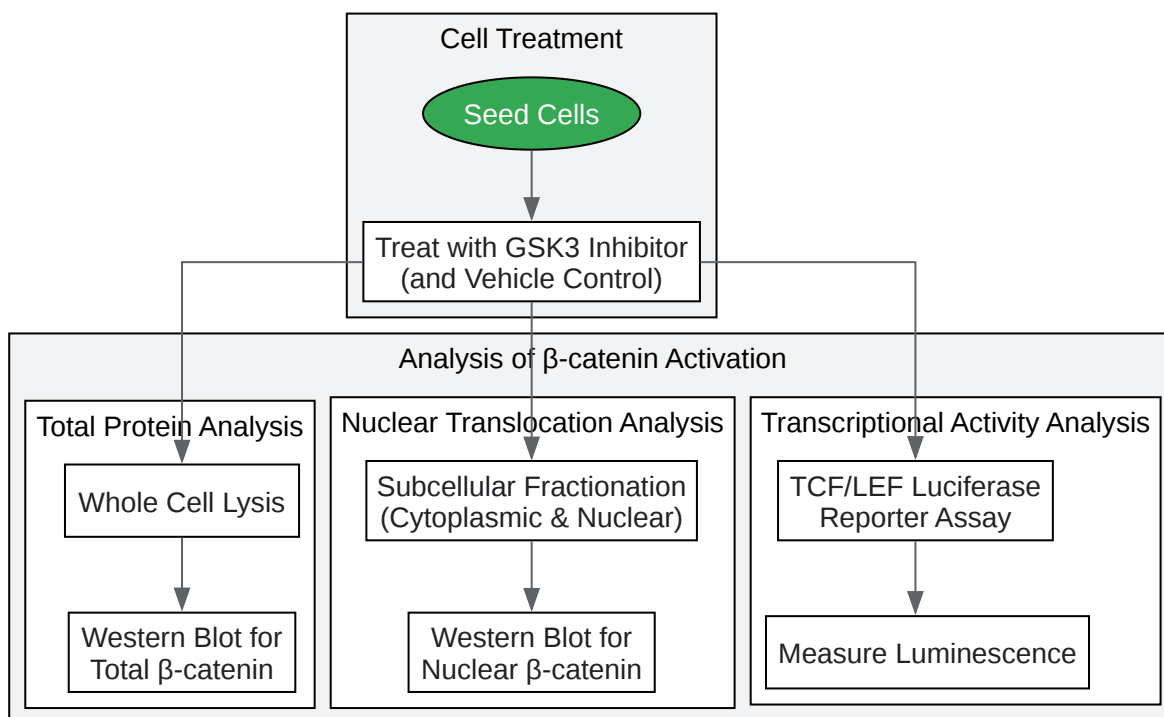 Cell Treatment
Seed Cells
Treat with GSK3 Inhibitor
(and Vehicle Control)
Analysis of β-catenin Activation
Total Protein Analysis
Whole Cell Lysis
Western Blot for
Total β-catenin
Nuclear Translocation Analysis
Subcellular Fractionation
(Cytoplasmic & Nuclear)
Western Blot for
Nuclear β-catenin
Transcriptional Activity Analysis
TCF/LEF Luciferase
Reporter Assay
Measure Luminescence